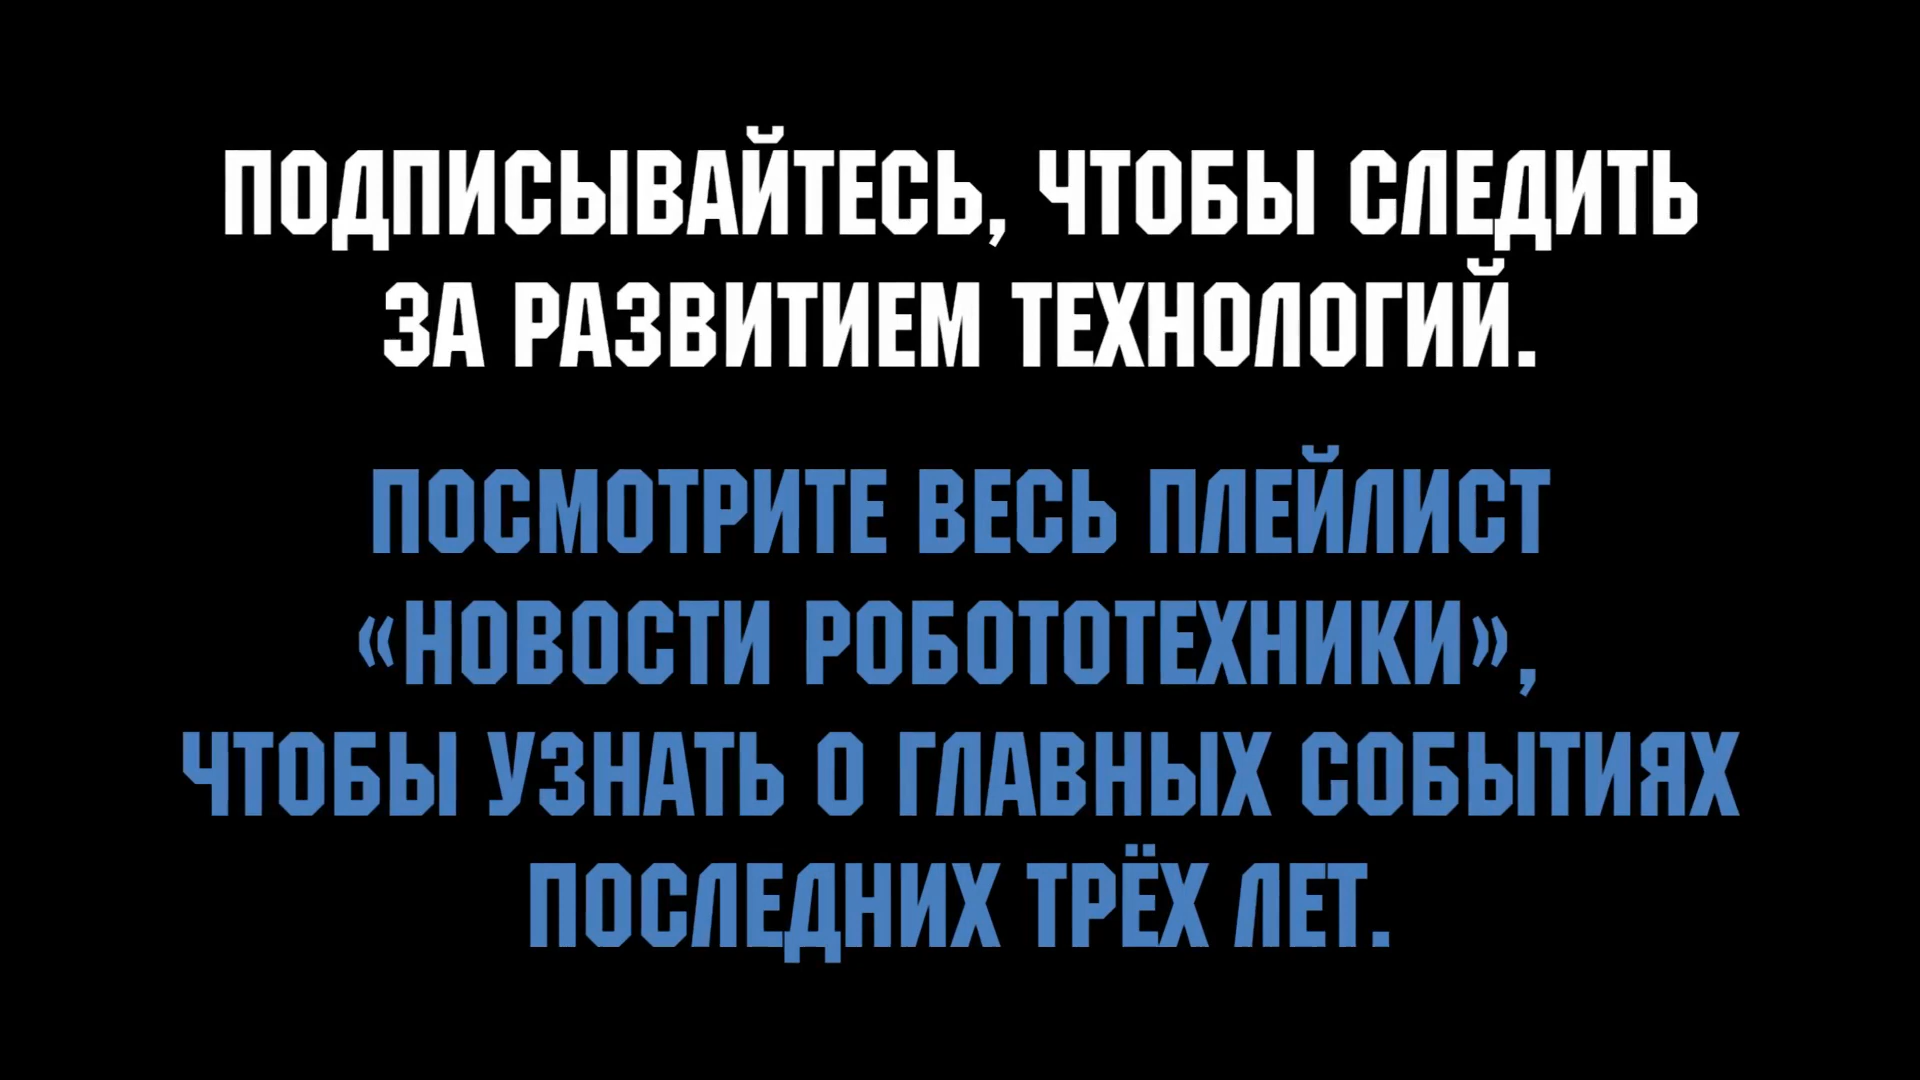 ПОДПИСЫВАЙТЕСЬ, ЧТОБЫ СЛЕДИТЬ
ЗА РАЗВИТИЕМ ТЕХНОЛОГИЙ.
ПОСМОТРИТЕ ВЕСЬ ПЛЕЙЛИСТ
«НОВОСТИ РОБОТОТЕХНИКИ»,
ЧТОБЫ УЗНАТЬ О ГЛАВНЫХ СОБЫТИЯХ
ПОСЛЕДНИХ ТРЁХ ЛЕТ.